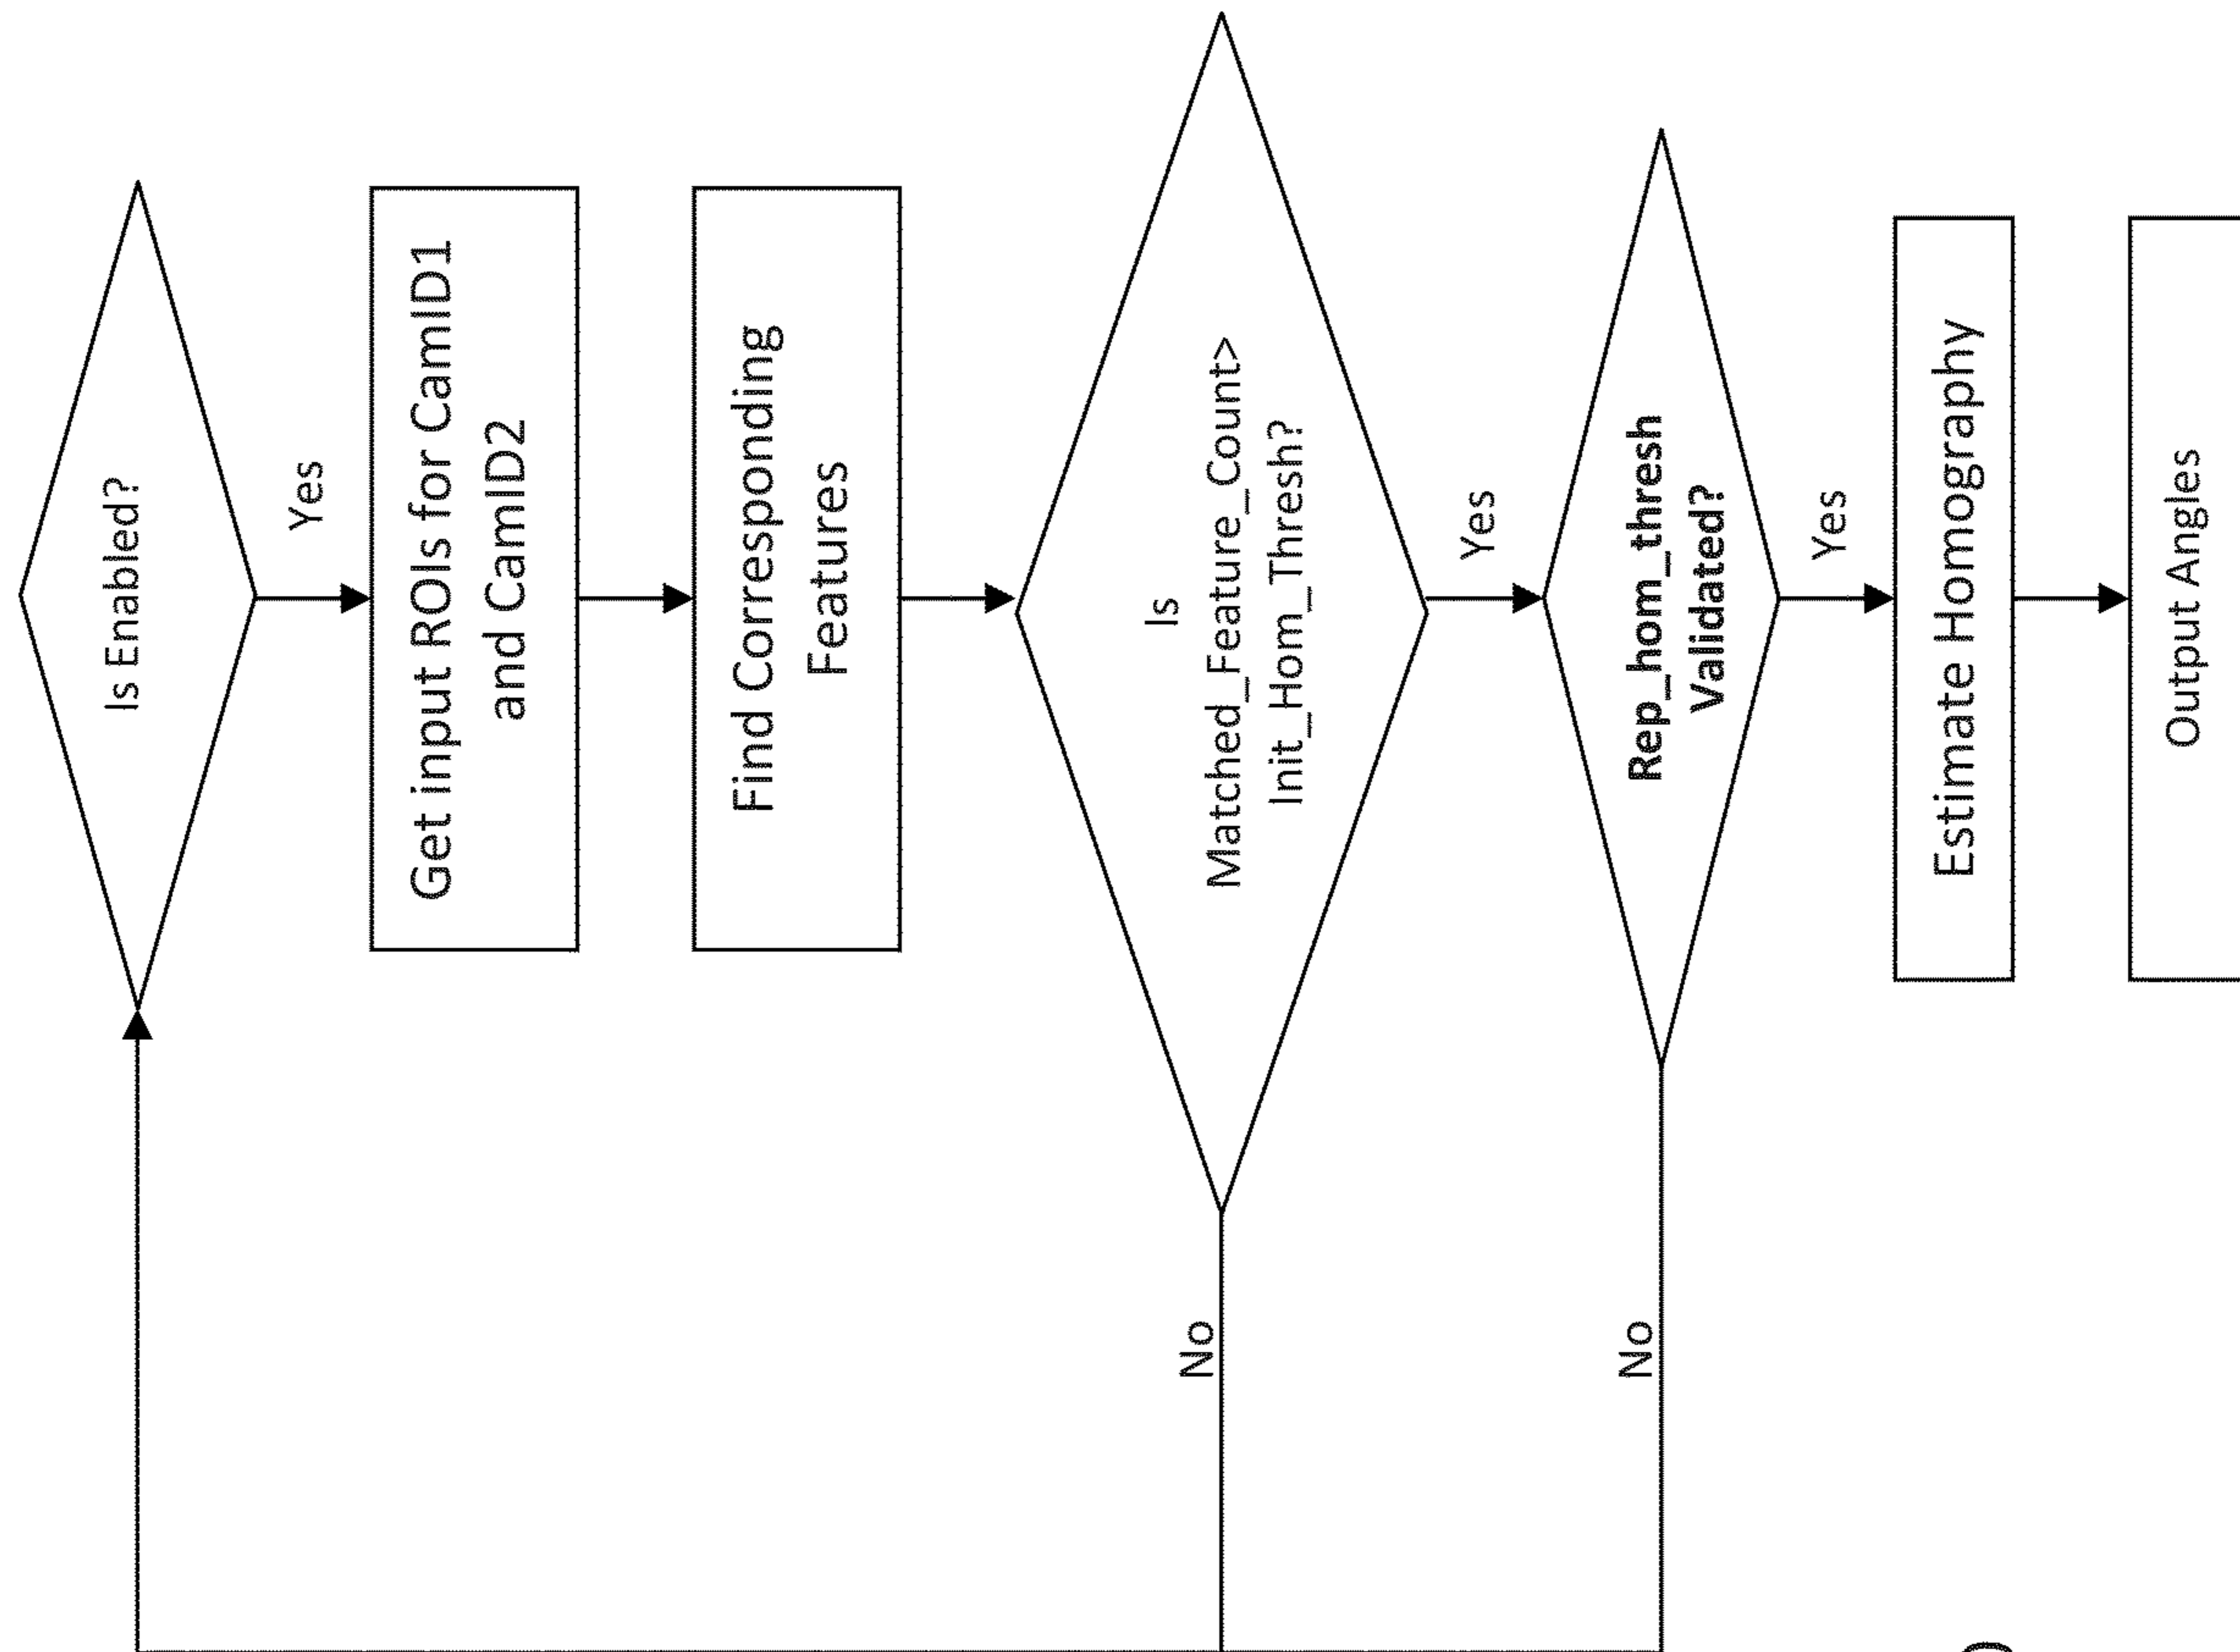 Is Enabled?
Yes
Get input ROIs for CamID1
and CamID2
Find Corresponding
Features
Is
Matched_Feature_Count>
Init_Hom_Thresh?
No
Yes
Rep_hom_thresh
Validated?
No
Yes
Estimate Homography
Output Angles